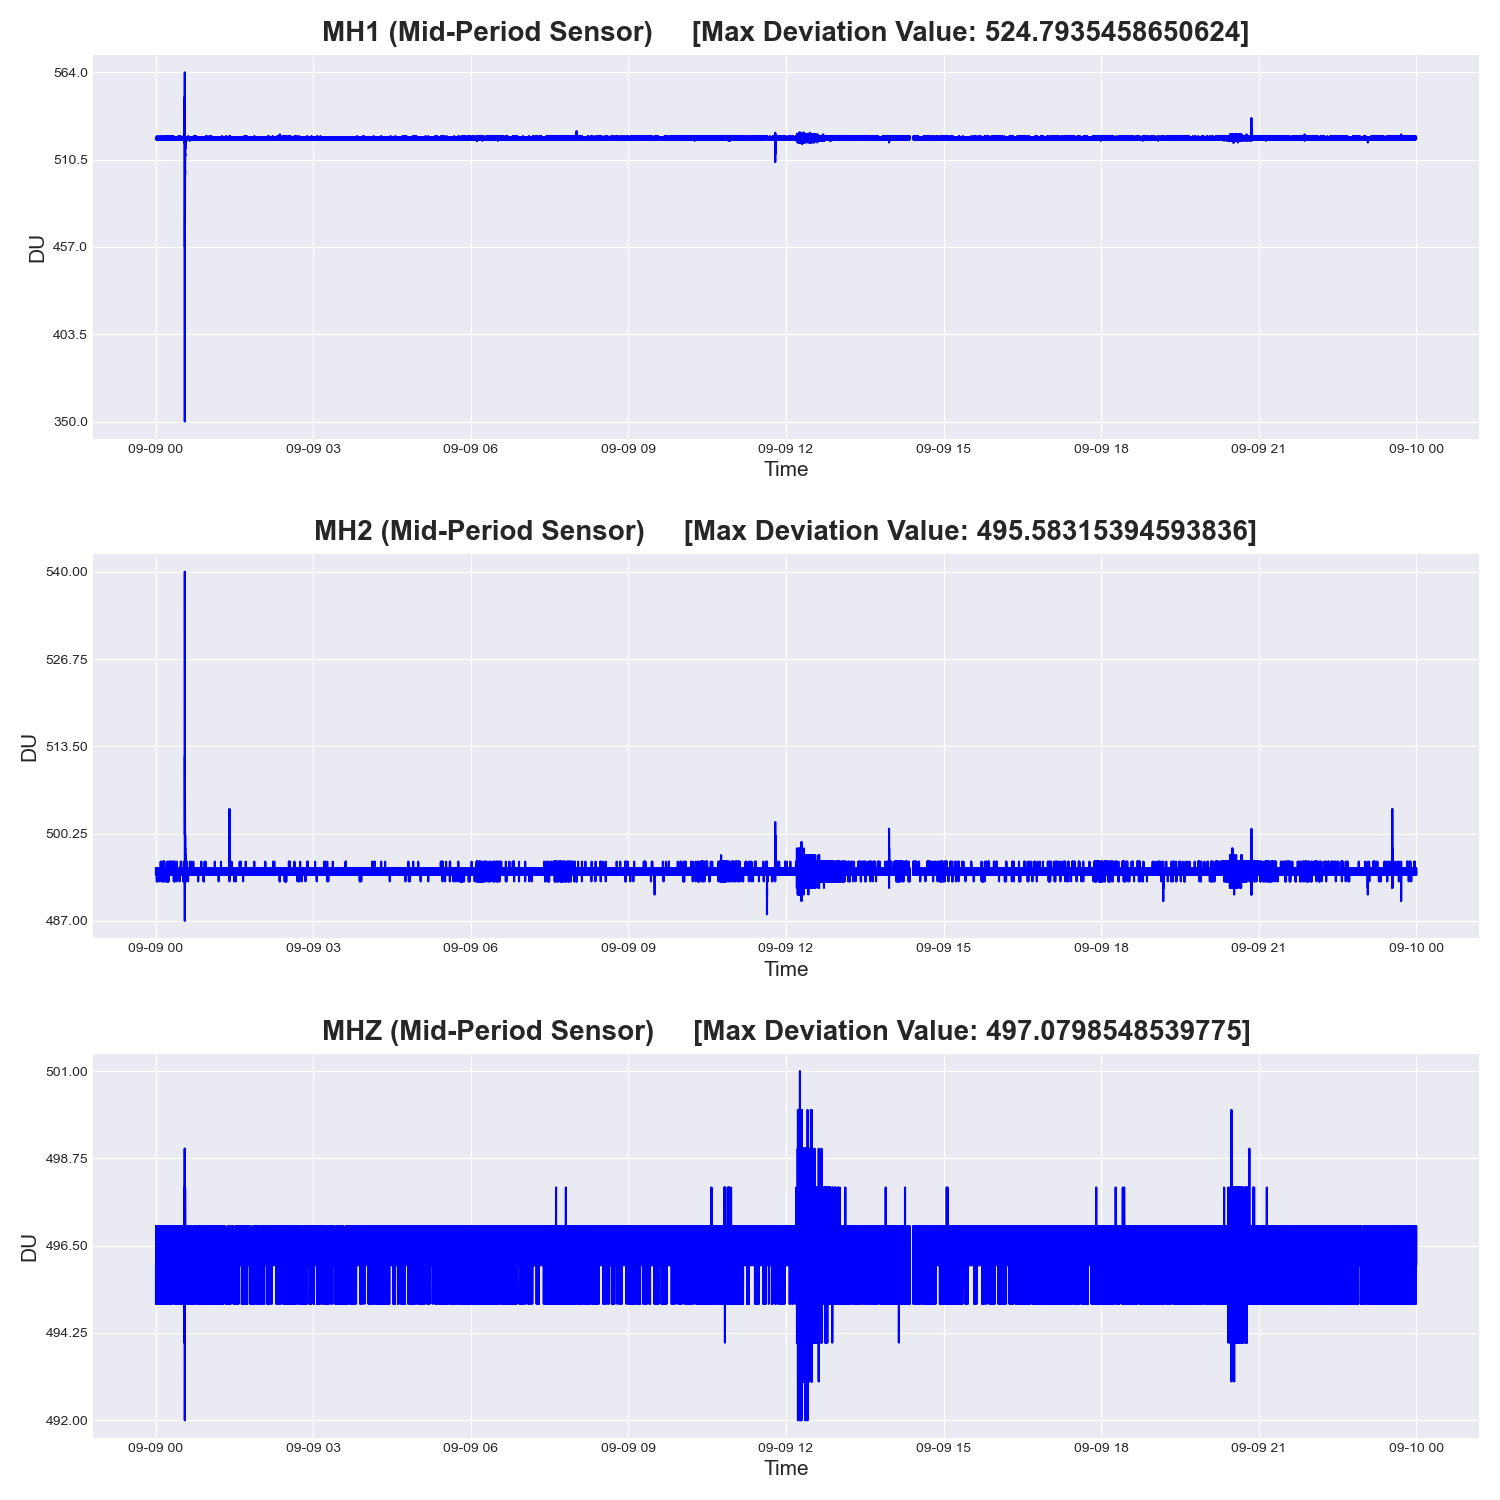 MH1 (Mid-Period Sensor) [Max Deviation Value: 524.7935458650624]
564.0
510.5
457.0
403.5
350.0
DU
09-09 00 09-09 03 09-09 06 09-09 09 09-09 12 09-09 15 09-09 18 09-09 21 09-10 00
Time
MH2 (Mid-Period Sensor) [Max Deviation Value: 495.58315394593836]
540.00
526.75
513.50
500.25
487.00
DU
09-09 00 09-09 03 09-09 06 09-09 09 09-09 12 09-09 15 09-09 18 09-09 21 09-10 00
Time
MHZ (Mid-Period Sensor) [Max Deviation Value: 497.0798548539775]
501.00
498.75
496.50
494.25
492.00
DU
09-09 00 09-09 03 09-09 06 09-09 09 09-09 12 09-09 15 09-09 18 09-09 21 09-10 00
Time